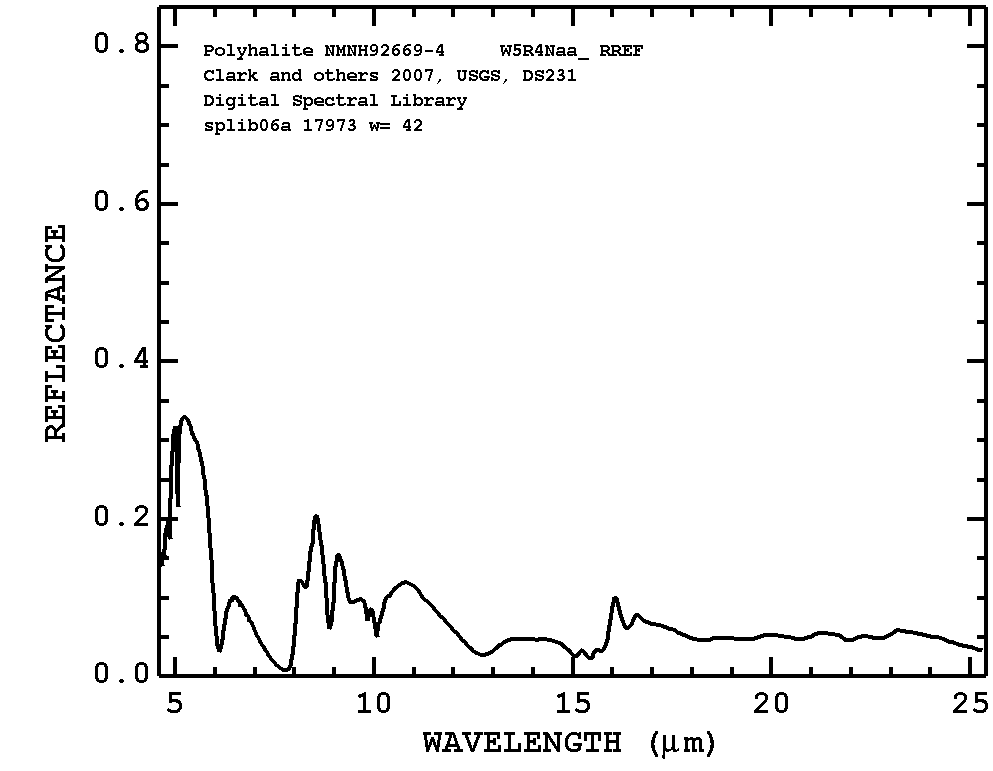 0.8
Polyhalite NMNH92669-4 W5R4Naa_ RREF
Clark and others 2007, USGS, DS231
Digital Spectral Library
splib06a 17973 w= 42
0.6
REFLECTANCE
0.4
0.2
0.0
5 10 15 20 25
WAVELENGTH (μm)